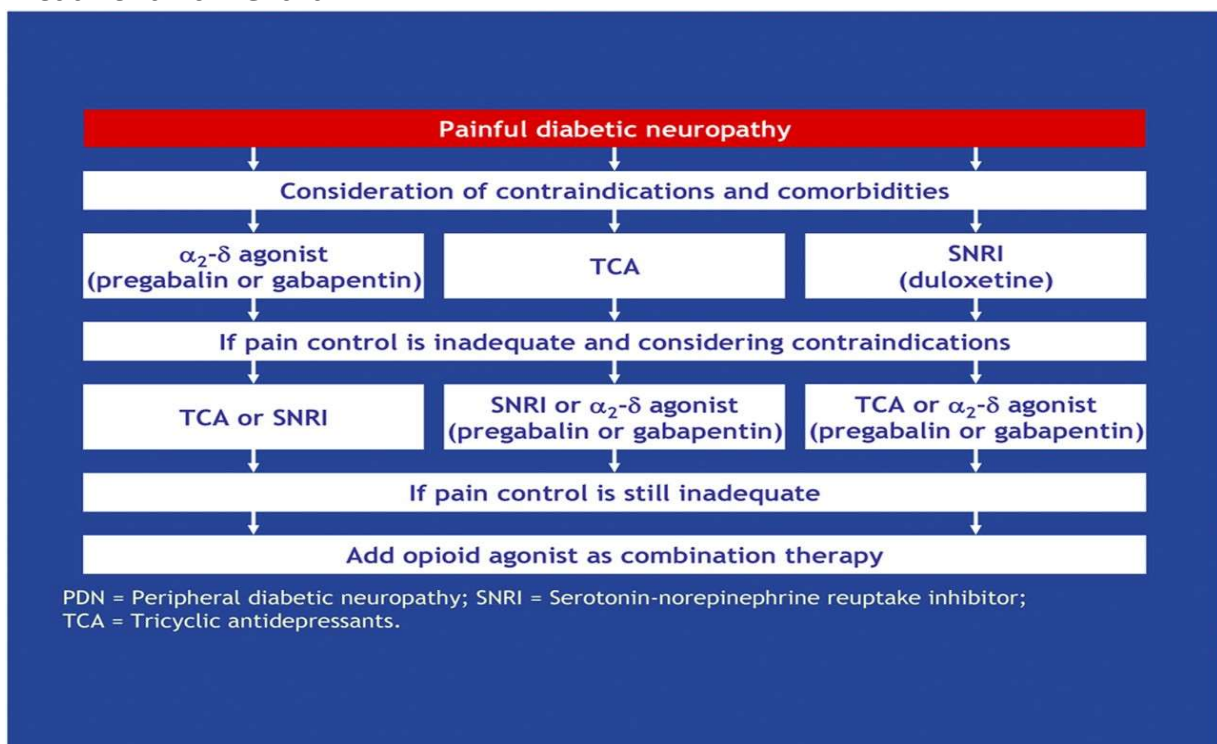 Painful diabetic neuropathy
Consideration of contraindications and comorbidities
α₂-δ agonist
(pregabalin or gabapentin)
TCA
SNRI
(duloxetine)
If pain control is inadequate and considering contraindications
TCA or SNRI
SNRI or α₂-δ agonist
(pregabalin or gabapentin)
TCA or α₂-δ agonist
(pregabalin or gabapentin)
If pain control is still inadequate
Add opioid agonist as combination therapy
PDN = Peripheral diabetic neuropathy; SNRI = Serotonin-norepinephrine reuptake inhibitor;
TCA = Tricyclic antidepressants.